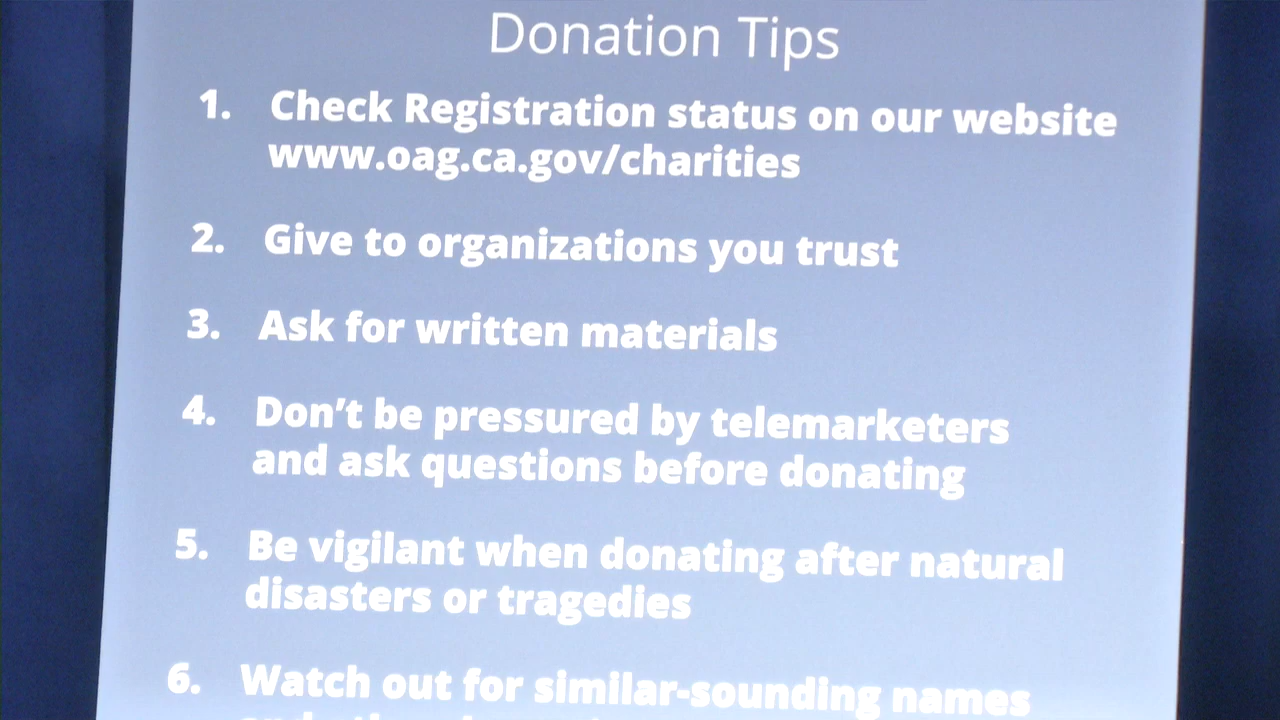 Donation Tips
1. Check Registration status on our website
www.oag.ca.gov/charities
2. Give to organizations you trust
3. Ask for written materials
4. Don’t be pressured by telemarketers
and ask questions before donating
5. Be vigilant when donating after natural
disasters or tragedies
6. Watch out for similar-sounding names